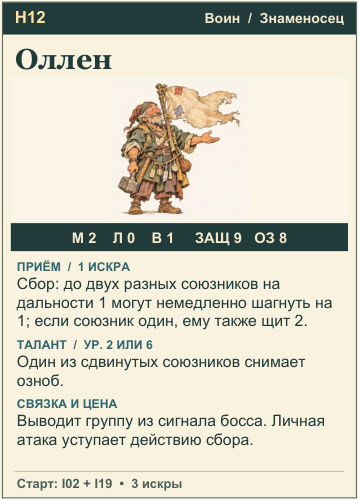 H12
Воин / Знаменосец
Оллен
М 2 Л 0 В 1 ЗАЩ 9 ОЗ 8
ПРИЁМ / 1 ИСКРА
Сбор: до двух разных союзников на
дальности 1 могут немедленно шагнуть на
1; если союзник один, ему также щит 2.
ТАЛАНТ / УР. 2 ИЛИ 6
Один из сдвинутых союзников снимает
озноб.
СВЯЗКА И ЦЕНА
Выводит группу из сигнала босса. Личная
атака уступает действию сбора.
Старт: I02 + I19 • 3 искры